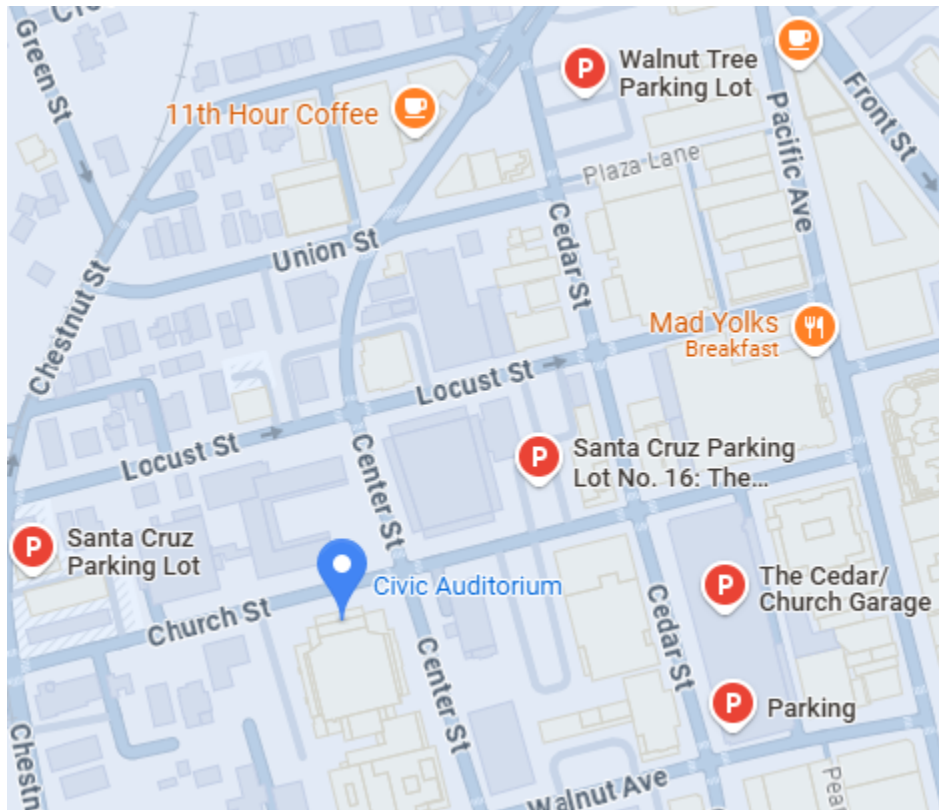 Green St
Walnut Tree
Parking Lot
11th Hour Coffee
Pacific Ave
Front St
Plaza Lane
Union St
Cedar St
Chestnut St
Mad Yolks
Breakfast
Locust St
Locust St
Center St
Santa Cruz Parking
Lot No. 16: The...
Santa Cruz
Parking Lot
Civic Auditorium
The Cedar/
Church Garage
Church St
Cedar St
Center St
Parking
Walnut Ave